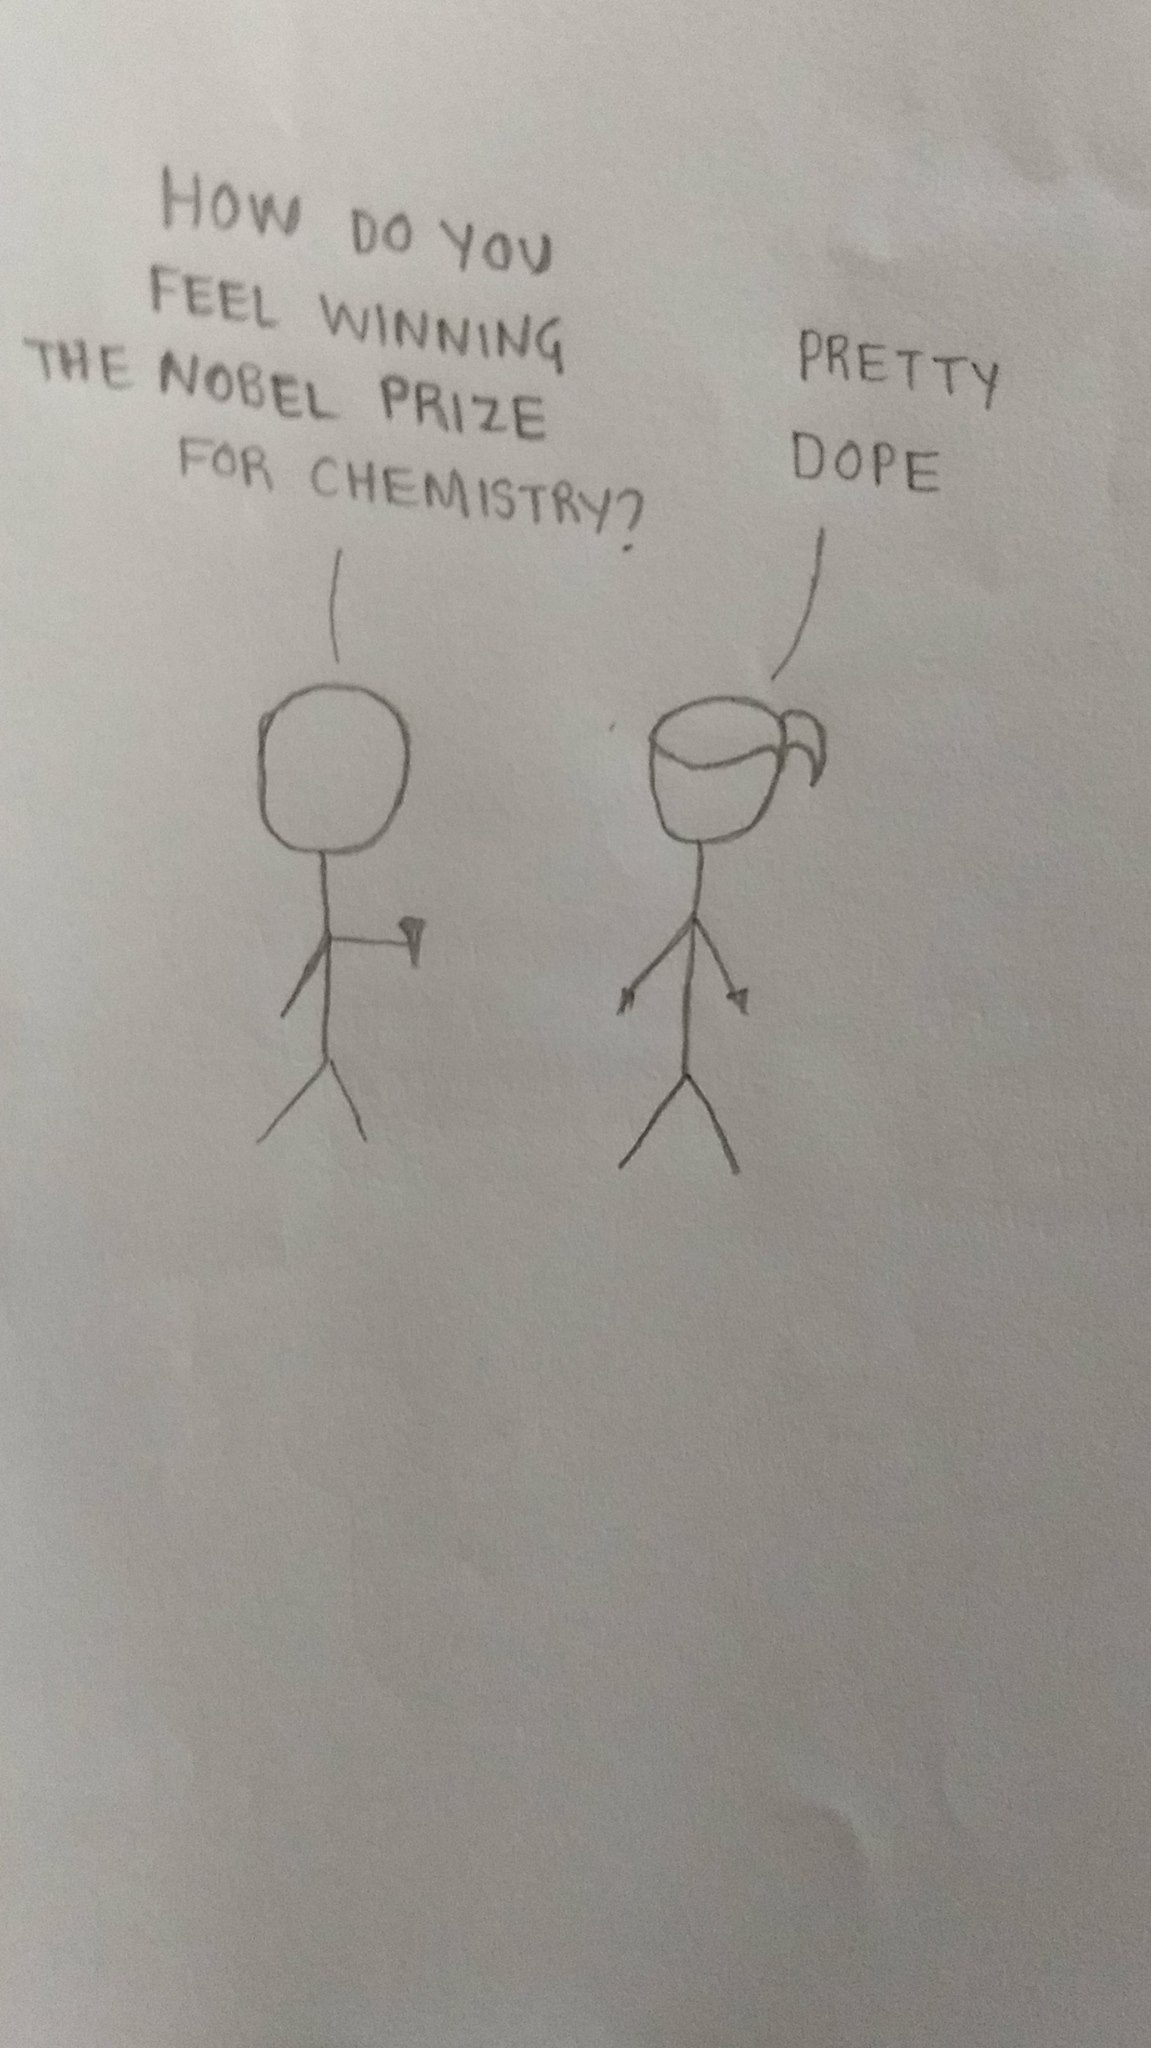 HOW DO YOU
FEEL WINNING
THE NOBEL PRIZE
FOR CHEMISTRY?
PRETTY
DOPE